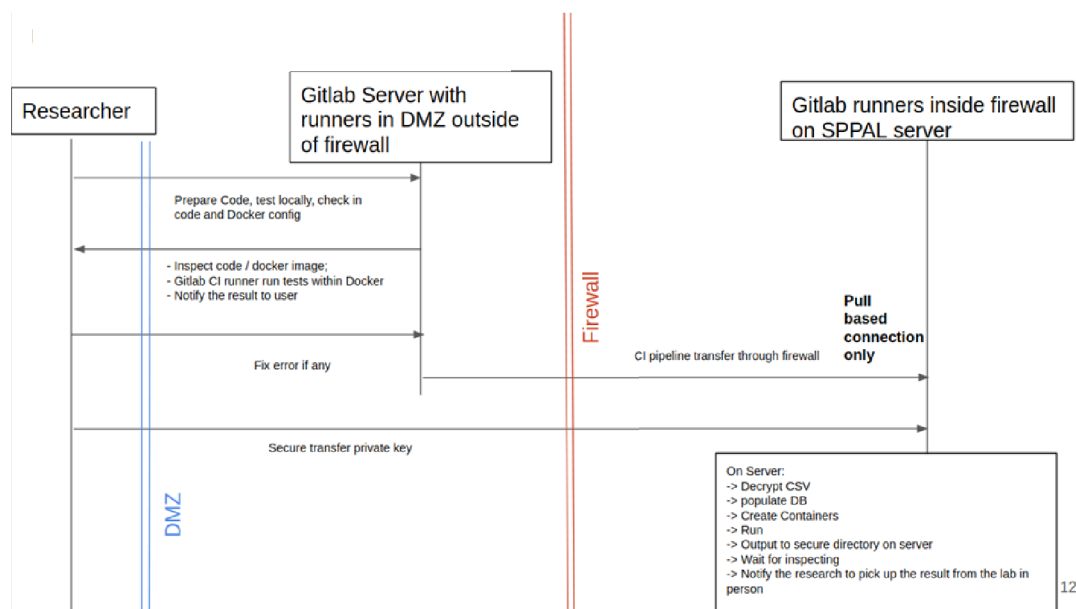 Researcher
Gitlab Server with
runners in DMZ outside
of firewall
Gitlab runners inside firewall
on SPPAL server
Prepare Code, test locally, check in
code and Docker config
- Inspect code / docker image;
- Gitlab CI runner run tests within Docker
- Notify the result to user
Firewall
Pull
based
connection
only
Fix error if any
CI pipeline transfer through firewall
Secure transfer private key
DMZ
On Server:
-> Decrypt CSV
-> populate DB
-> Create Containers
-> Run
-> Output to secure directory on server
-> Wait for inspecting
-> Notify the research to pick up the result from the lab in
person
12